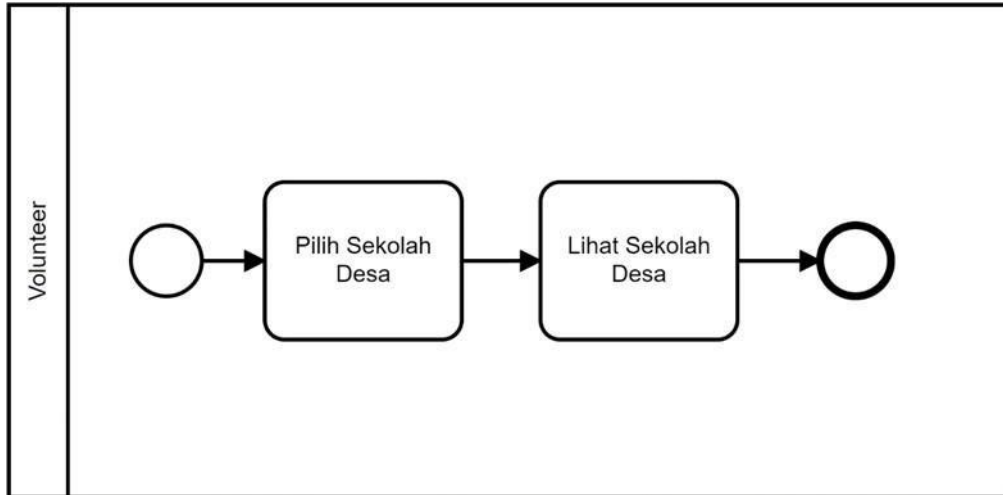 Volunteer
Pilih Sekolah
Desa
Lihat Sekolah
Desa